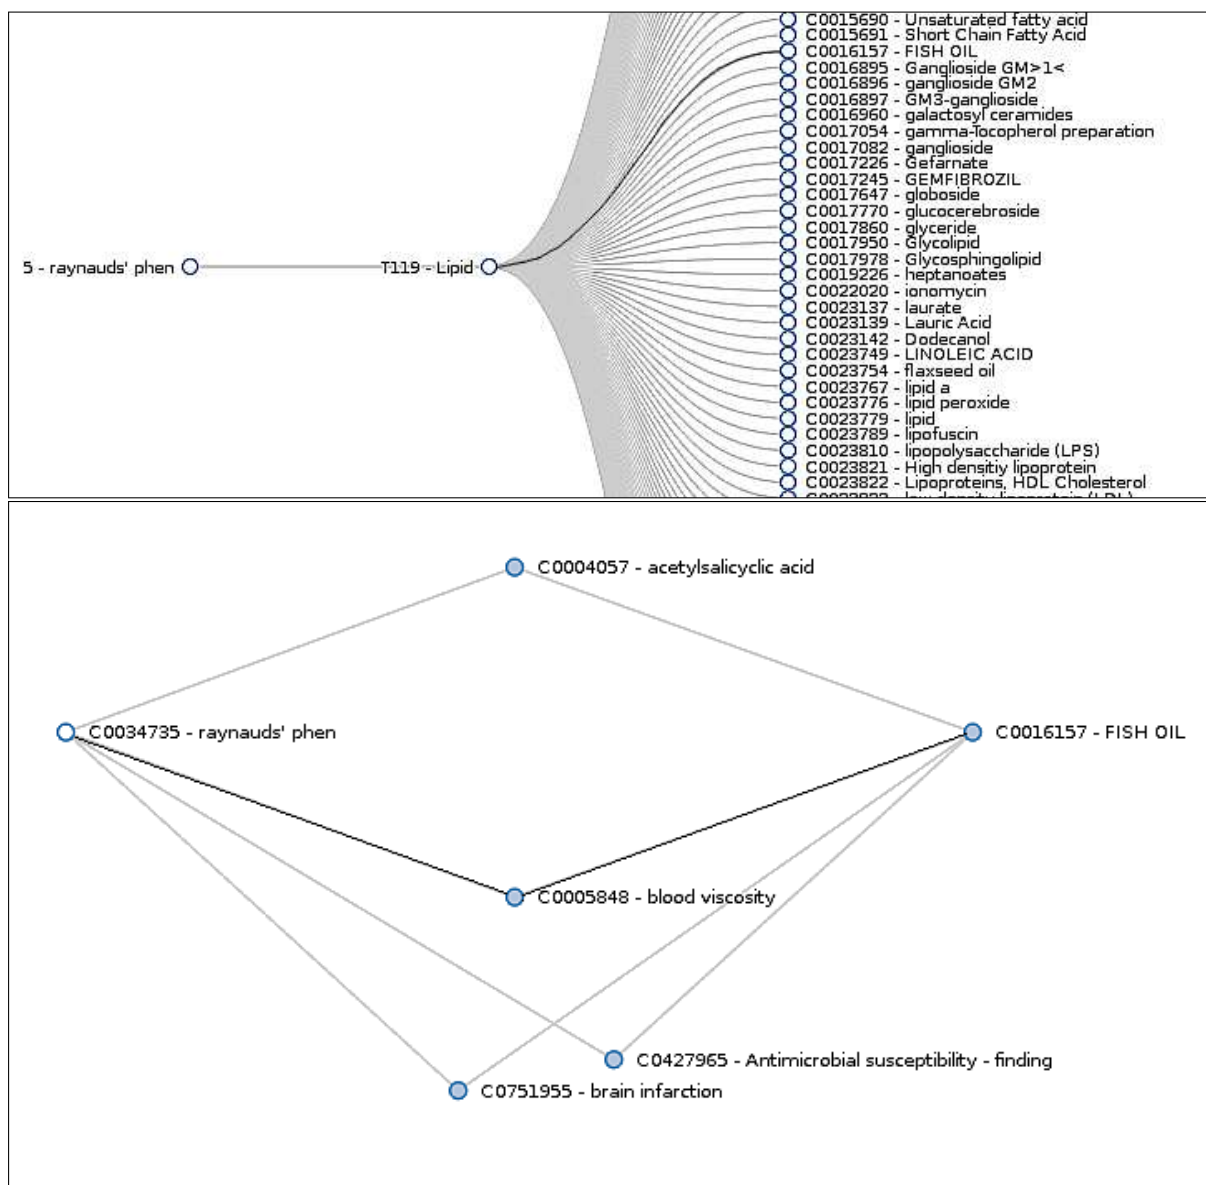 C0015690 - Unsaturated fatty acid
C0015691 - Short Chain Fatty Acid
C0016157 - FISH OIL
C0016895 - Ganglioside GM>1<
C0016896 - ganglioside GM2
C0016897 - GM3-ganglioside
C0016960 - galactosyl ceramides
C0017054 - gamma-Tocopherol preparation
C0017082 - ganglioside
C0017226 - Gefarnate
C0017245 - GEMFIBROZIL
C0017647 - globoside
C0017770 - glucocerebroside
C0017860 - glyceride
C0017950 - Glycolipid
C0017978 - Glycosphingolipid
5 - raynauds' phen
T119 - Lipid
C0019226 - heptanoates
C0022020 - ionomycin
C0023137 - laurate
C0023139 - Lauric Acid
C0023142 - Dodecanol
C0023749 - LINOLEIC ACID
C0023754 - flaxseed oil
C0023767 - lipid a
C0023776 - lipid peroxide
C0023779 - lipid
C0023789 - lipofuscin
C0023810 - lipopolysaccharide (LPS)
C0023821 - High densitiy lipoprotein
C0023822 - Lipoproteins, HDL Cholesterol
C0004057 - acetylsalicyclic acid
C0034735 - raynauds' phen
C0016157 - FISH OIL
C0005848 - blood viscosity
C0427965 - Antimicrobial susceptibility - finding
C0751955 - brain infarction